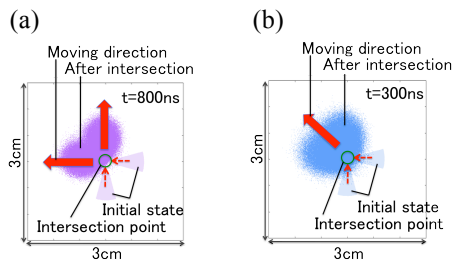 (a)
Moving direction
After intersection
t=800ns
3cm
Initial state
Intersection point
3cm
(b)
Moving direction
After intersection
t=300ns
3cm
Initial state
Intersection point
3cm